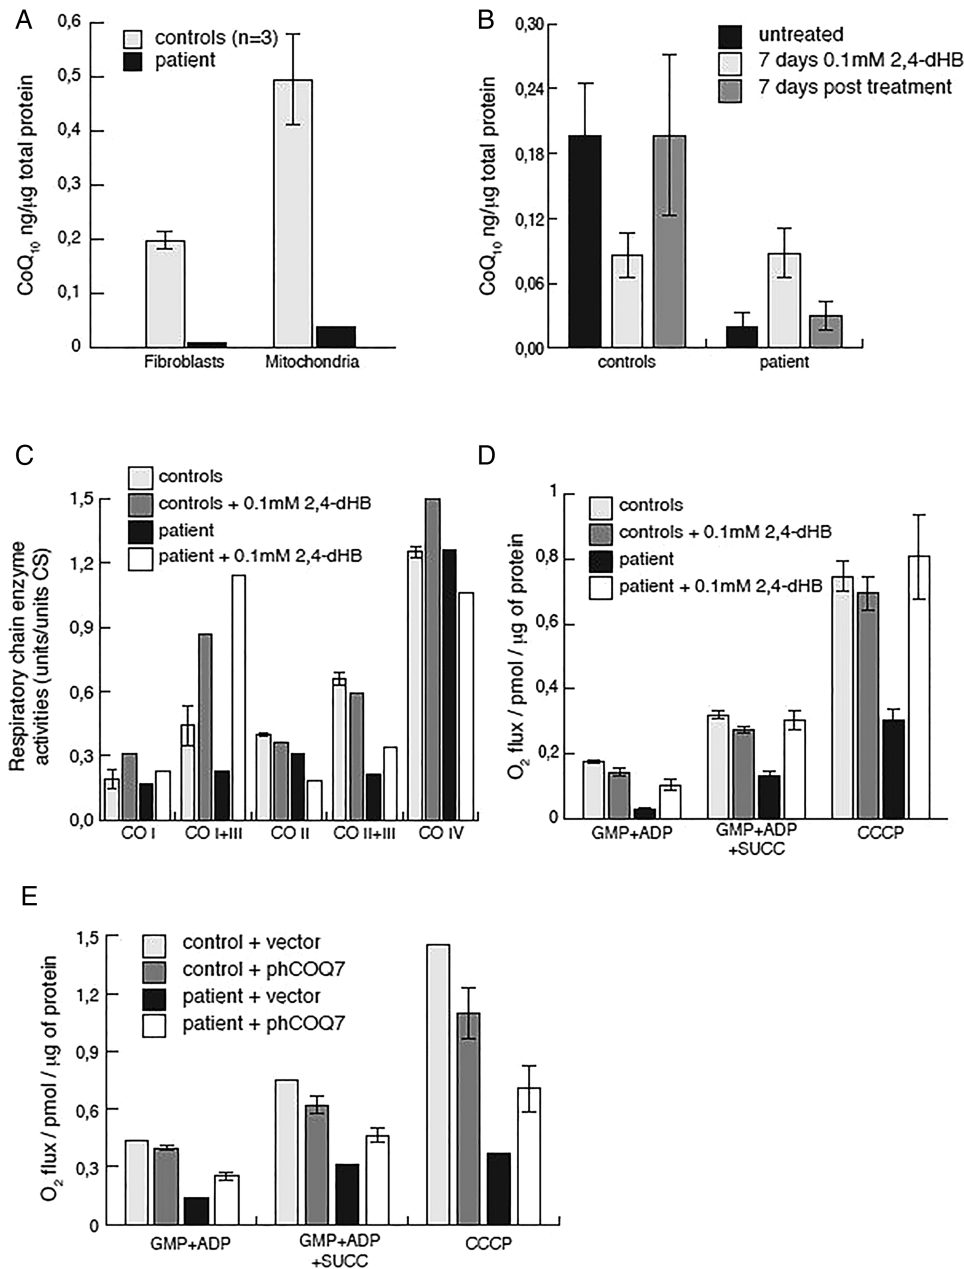 A
CoQ10 ng/µg total protein
0,6
0,5
0,4
0,3
0,2
0,1
0
controls (n=3)
patient
Fibroblasts
Mitochondria
B
CoQ10 ng/µg total protein
0,30
0,24
0,18
0,12
0,06
0,00
untreated
7 days 0.1mM 2,4-dHB
7 days post treatment
controls
patient
C
Respiratory chain enzyme
activities (units/units CS)
1,5
1,2
0,9
0,6
0,3
0,0
controls
controls + 0.1mM 2,4-dHB
patient
patient + 0.1mM 2,4-dHB
CO I
CO I+III
CO II
CO II+III
CO IV
D
O2 flux / pmol / µg of protein
1
0,8
0,6
0,4
0,2
0
controls
controls + 0.1mM 2,4-dHB
patient
patient + 0.1mM 2,4-dHB
GMP+ADP
GMP+ADP
+SUCC
CCCP
E
O2 flux / pmol / µg of protein
1,5
1,2
0,9
0,6
0,3
0
control + vector
control + phCOQ7
patient + vector
patient + phCOQ7
GMP+ADP
GMP+ADP
+SUCC
CCCP